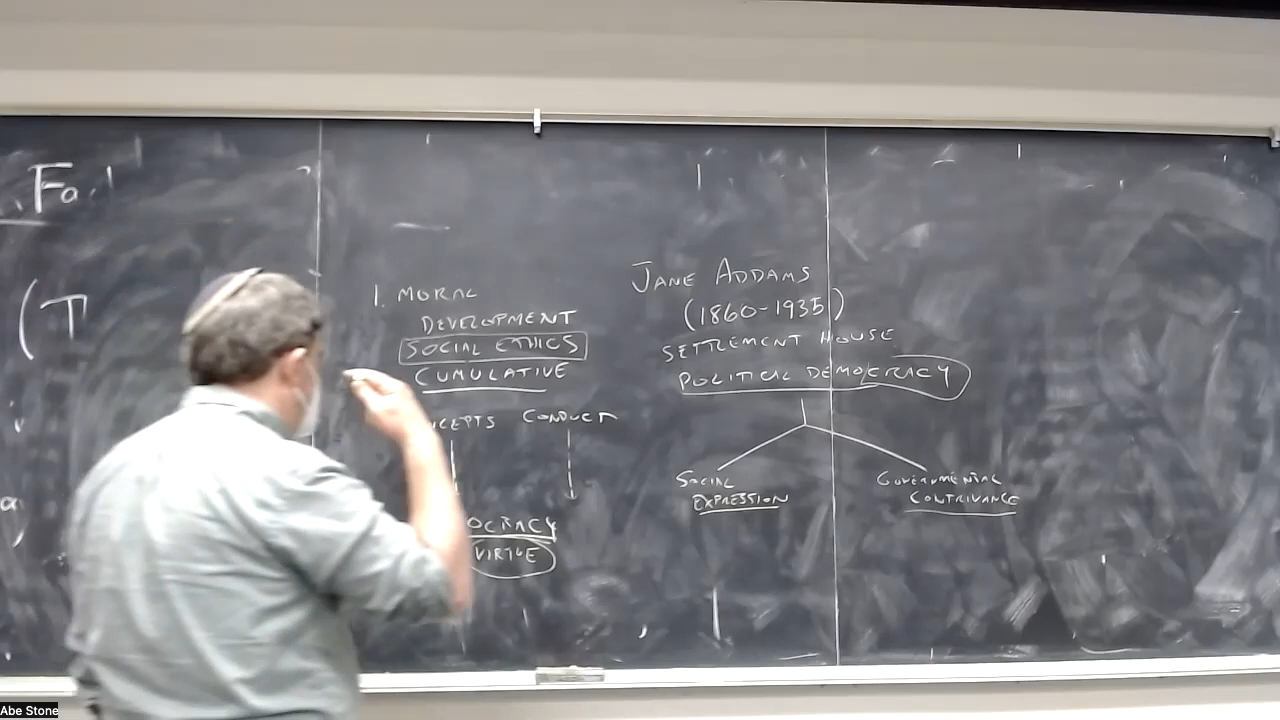 Fa
(T
1. MORAL
DEVELOPMENT
SOCIAL ETHICS
CUMULATIVE
CONDUCT
VIRTUE
JANE ADDAMS
(1860-1935)
SETTLEMENT HOUSE
POLITICAL DEMOCRACY
SOCIAL
EXPRESSION
GOVERNMENTAL
CONTRIVANCE
Abe Stone